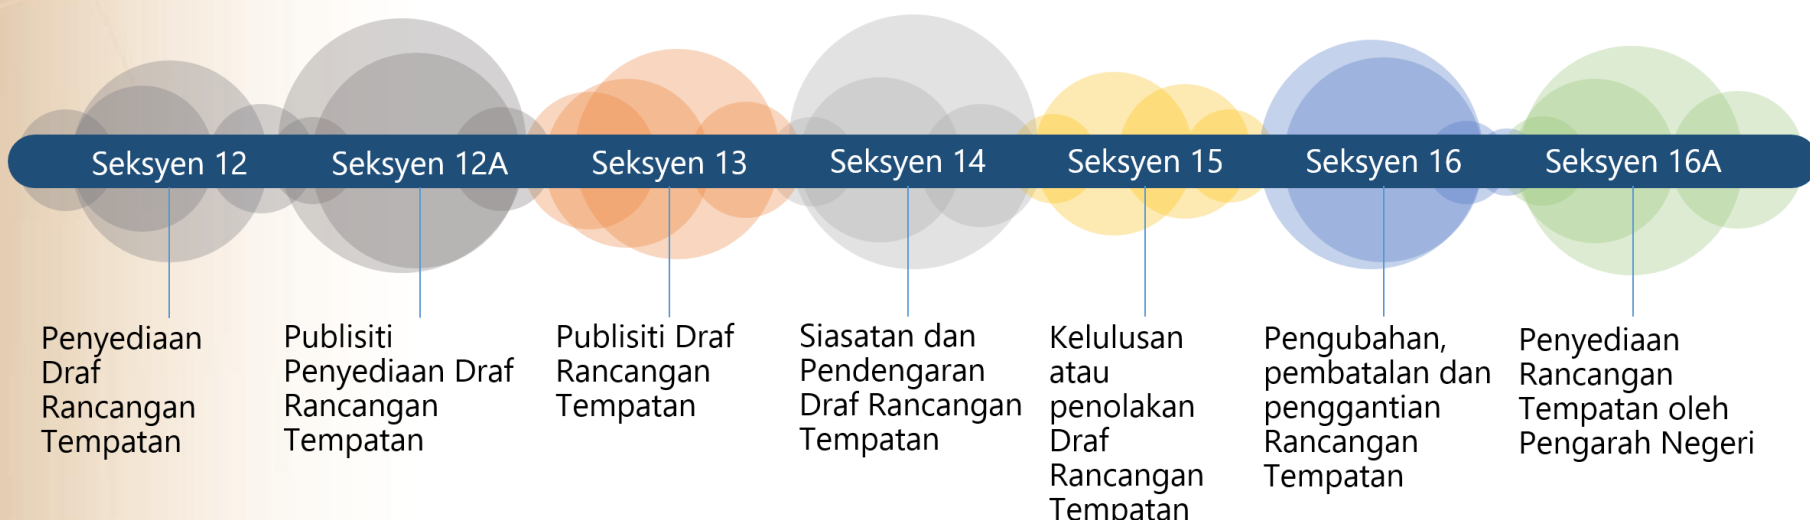 Seksyen 12
Seksyen 12A
Seksyen 13
Seksyen 14
Seksyen 15
Seksyen 16
Seksyen 16A
Penyediaan
Draf
Rancangan
Tempatan
Publisiti
Penyediaan Draf
Rancangan
Tempatan
Publisiti Draf
Rancangan
Tempatan
Siasatan dan
Pendengaran
Draf Rancangan
Tempatan
Kelulusan
atau
penolakan
Draf
Rancangan
Tempatan
Pengubahan,
pembatalan dan
penggantian
Rancangan
Tempatan
Penyediaan
Rancangan
Tempatan oleh
Pengarah Negeri